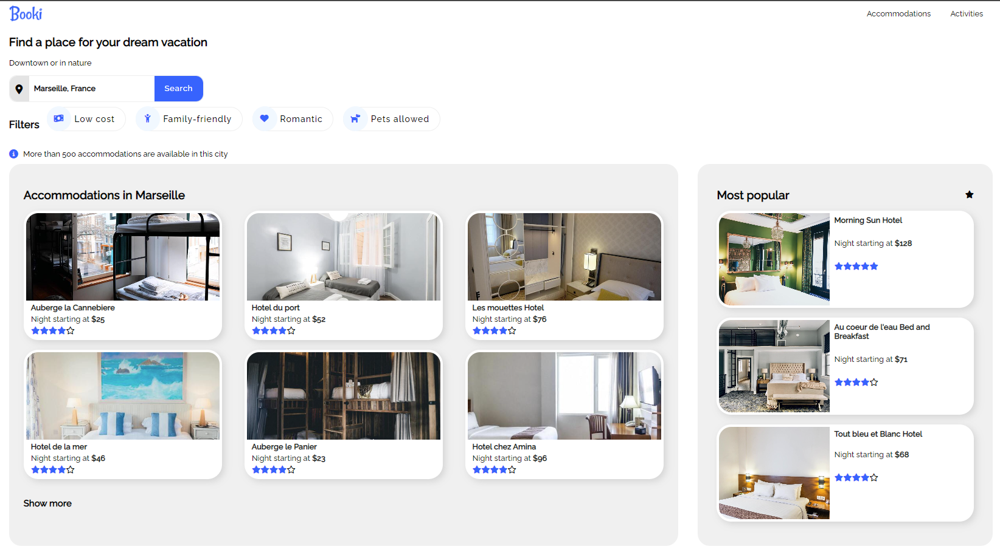 Booki
Accommodations
Activities
Find a place for your dream vacation
Downtown or in nature
Marseille, France
Search
Filters
Low cost
Family-friendly
Romantic
Pets allowed
More than 500 accommodations are available in this city
Accommodations in Marseille
Auberge la Cannebiere
Night starting at $25
Hotel du port
Night starting at $52
Les mouettes Hotel
Night starting at $76
Hotel de la mer
Night starting at $46
Auberge le Panier
Night starting at $23
Hotel chez Amina
Night starting at $96
Show more
Most popular
Morning Sun Hotel
Night starting at $128
Au coeur de l'eau Bed and
Breakfast
Night starting at $71
Tout bleu et Blanc Hotel
Night starting at $68